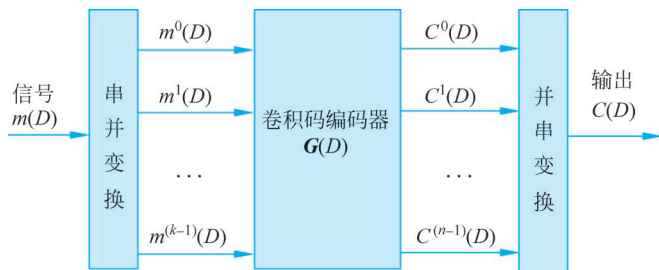 信号
m(D)
串并变换
m⁰(D)
m¹(D)
...
m⁽ᵏ⁻¹⁾(D)
卷积码编码器
G(D)
C⁰(D)
C¹(D)
...
C⁽ⁿ⁻¹⁾(D)
并串变换
输出
C(D)